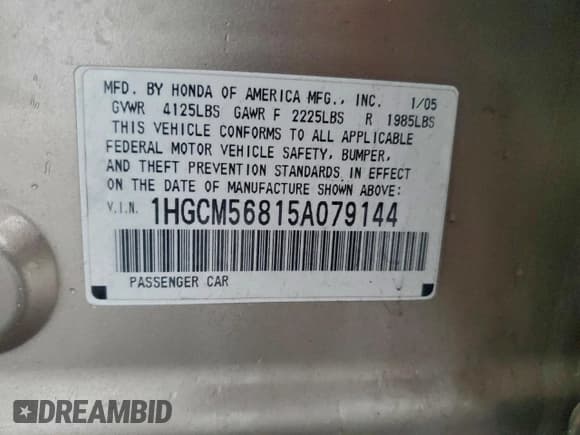 MFD. BY HONDA OF AMERICA MFG., INC. 1/05
GVWR 4125LBS GAWR F 2225LBS R 1985LBS
THIS VEHICLE CONFORMS TO ALL APPLICABLE
FEDERAL MOTOR VEHICLE SAFETY, BUMPER,
AND THEFT PREVENTION STANDARDS IN EFFECT
ON THE DATE OF MANUFACTURE SHOWN ABOVE:
V.I.N. 1HGCM56815A079144
PASSENGER CAR
DREAMBID